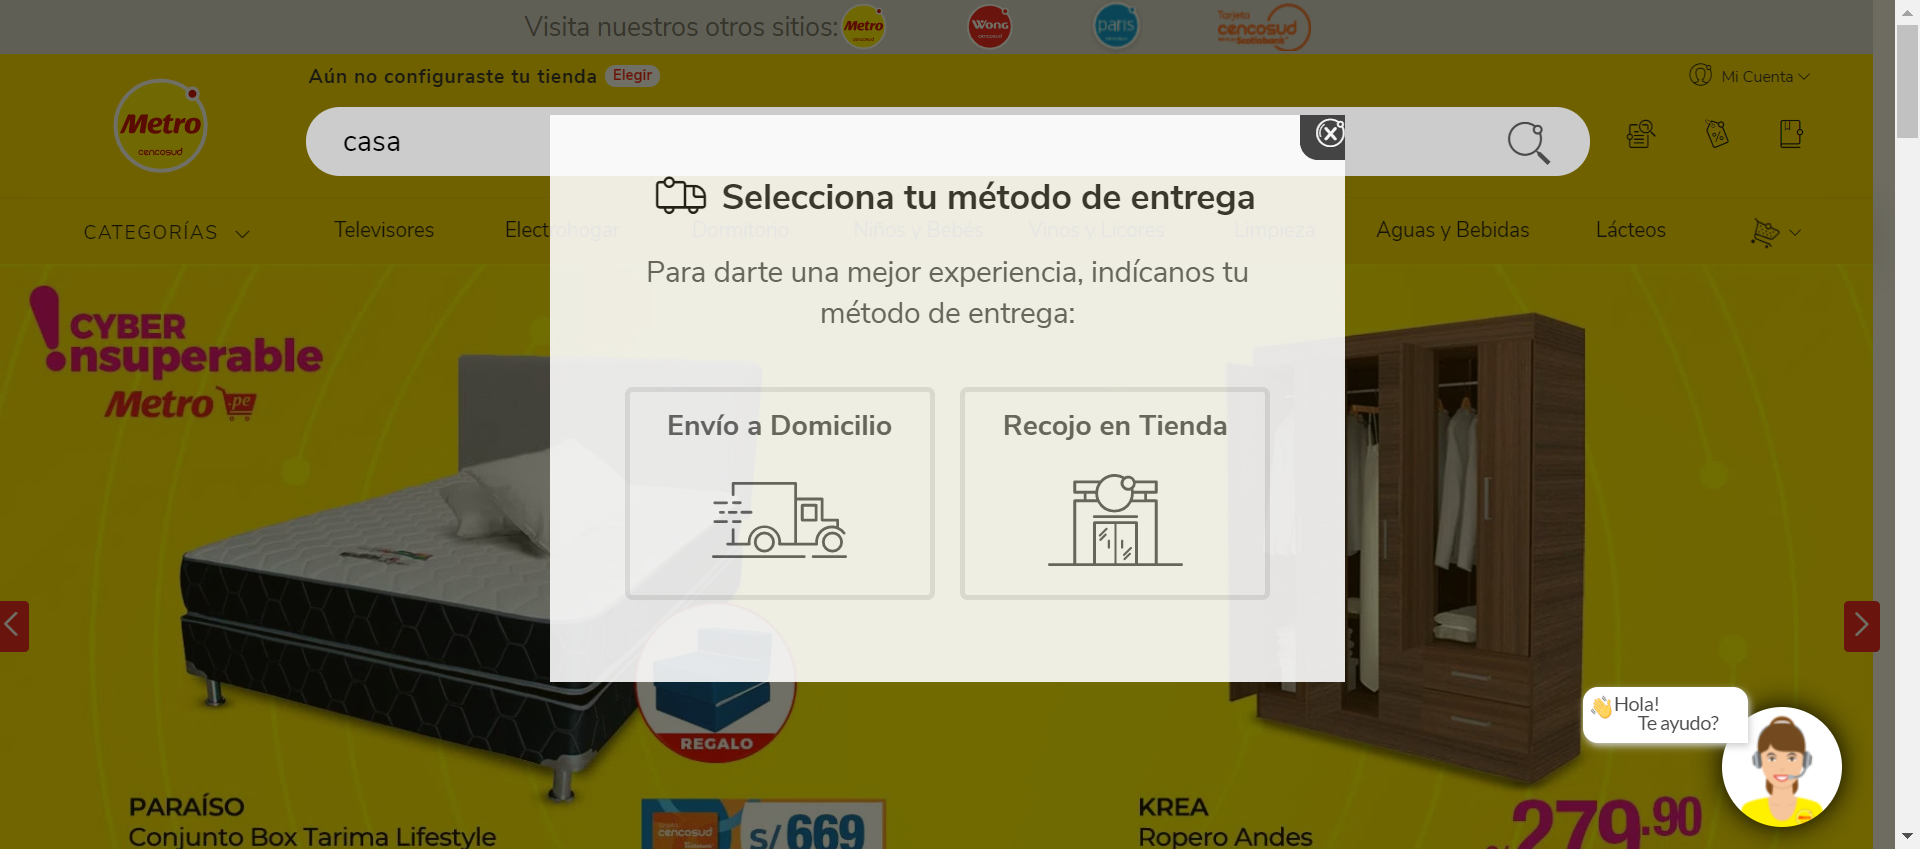 Visita nuestros otros sitios:
Metro
cencosud
Wong
cencosud
paris
Tarjeta
cencosud
Scotiabank
Aún no configuraste tu tienda
Elegir
Mi Cuenta
Metro
cencosud
casa
Selecciona tu método de entrega
CATEGORÍAS
Televisores
Electrohogar
Dormitorio
Niños y Bebés
Vinos y Licores
Limpieza
Aguas y Bebidas
Lácteos
Para darte una mejor experiencia, indícanos tu
método de entrega:
CYBER
nsuperable
Metro .pe
Envío a Domicilio
Recojo en Tienda
👋Hola!
Te ayudo?
REGALO
PARAÍSO
Conjunto Box Tarima Lifestyle
cencosud
S/ 669
KREA
Ropero Andes
279.90